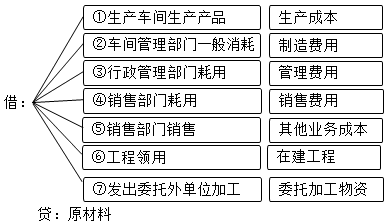 ①生产车间生产产品 生产成本
②车间管理部门一般消耗 制造费用
③行政管理部门耗用 管理费用
④销售部门耗用 销售费用
借：
⑤销售部门销售 其他业务成本
⑥工程领用 在建工程
⑦发出委托外单位加工 委托加工物资
贷：原材料